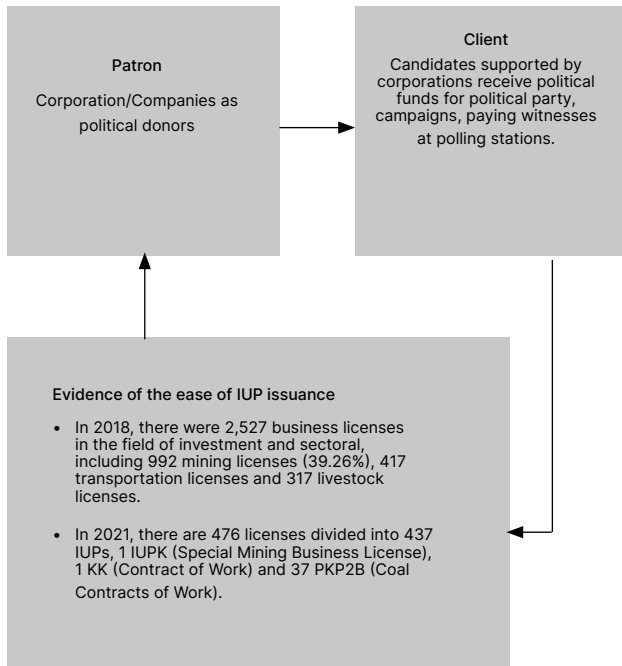 Patron
Corporation/Companies as
political donors
Client
Candidates supported by
corporations receive political
funds for political party,
campaigns, paying witnesses
at polling stations.
Evidence of the ease of IUP issuance
• In 2018, there were 2,527 business licenses
in the field of investment and sectoral,
including 992 mining licenses (39.26%), 417
transportation licenses and 317 livestock
licenses.
• In 2021, there are 476 licenses divided into 437
IUPs, 1 IUPK (Special Mining Business License),
1 KK (Contract of Work) and 37 PKP2B (Coal
Contracts of Work).